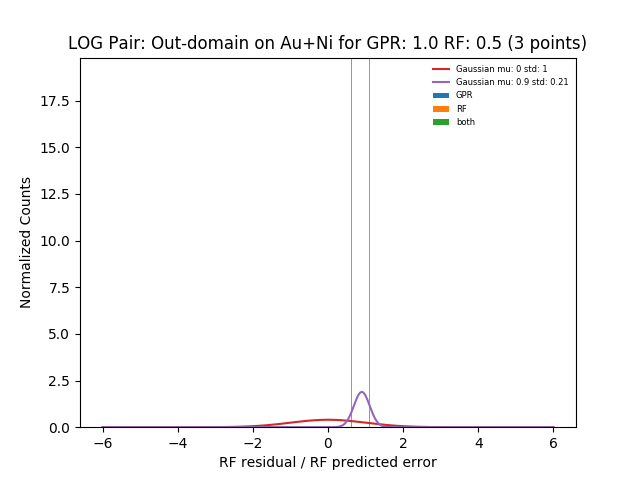 LOG Pair: Out-domain on Au+Ni for GPR: 1.0 RF: 0.5 (3 points)
Gaussian mu: 0 std: 1
Gaussian mu: 0.9 std: 0.21
GPR
RF
both
Normalized Counts
17.5
15.0
12.5
10.0
7.5
5.0
2.5
0.0
−6 −4 −2 0 2 4 6
RF residual / RF predicted error